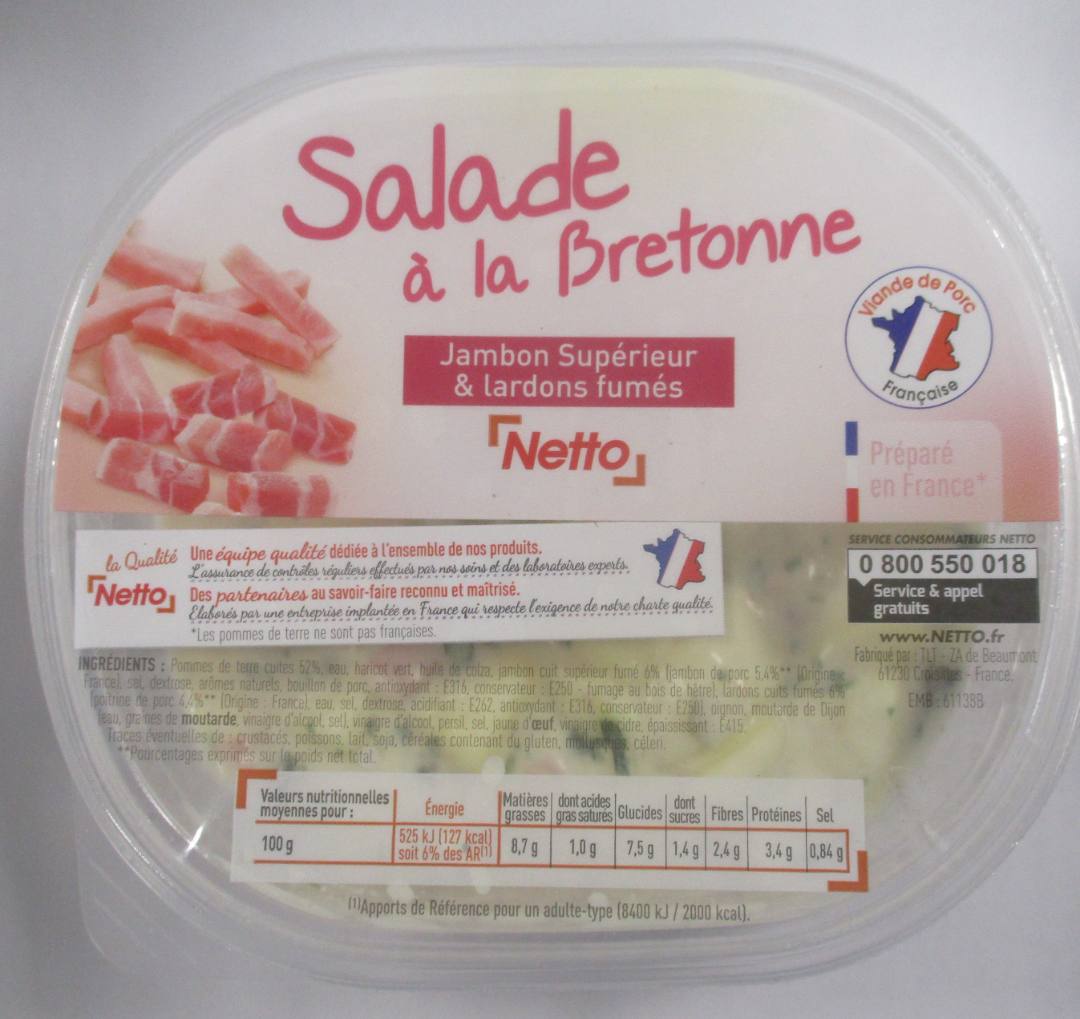 Salade
à la Bretonne
Jambon Supérieur
& lardons fumés
Netto
Viande de Porc
Française
Préparé
en France*
la Qualité
Netto
Une équipe qualité dédiée à l'ensemble de nos produits.
L'assurance de contrôles réguliers effectués par nos soins et des laboratoires experts.
Des partenaires au savoir-faire reconnu et maîtrisé.
Elaborés par une entreprise implantée en France qui respecte l'exigence de notre charte qualité.
*Les pommes de terre ne sont pas françaises.
SERVICE CONSOMMATEURS NETTO
0 800 550 018
Service & appel
gratuits
www.NETTO.fr
Fabriqué par : TLT - ZA de Beaumont
61230 Croisilles - France.
EMB : 61138B
INGRÉDIENTS : Pommes de terre cuites 52%, eau, haricot vert, huile de colza, jambon cuit supérieur fumé 6% (jambon de porc 5,4%** (Origine :
France), sel, dextrose, arômes naturels, bouillon de porc, antioxydant : E316, conservateur : E250 - fumage au bois de hêtre), lardons cuits fumés 6%
(poitrine de porc 4,4%** (Origine : France), eau, sel, dextrose, acidifiant : E262, antioxydant : E316, conservateur : E250), oignon, moutarde de Dijon
(eau, graines de moutarde, vinaigre d'alcool, sel), vinaigre d'alcool, persil, sel, jaune d'œuf, vinaigre de cidre, épaississant : E415.
Traces éventuelles de : crustacés, poissons, lait, soja, céréales contenant du gluten, mollusques, céleri.
**Pourcentages exprimés sur le poids net total.
Valeurs nutritionnelles moyennes pour : Énergie Matières grasses dont acides gras saturés Glucides dont sucres Fibres Protéines Sel
100 g 525 kJ (127 kcal) soit 6% des AR(1) 8,7 g 1,0 g 7,5 g 1,4 g 2,4 g 3,4 g 0,84 g
(1)Apports de Référence pour un adulte-type (8400 kJ / 2000 kcal).